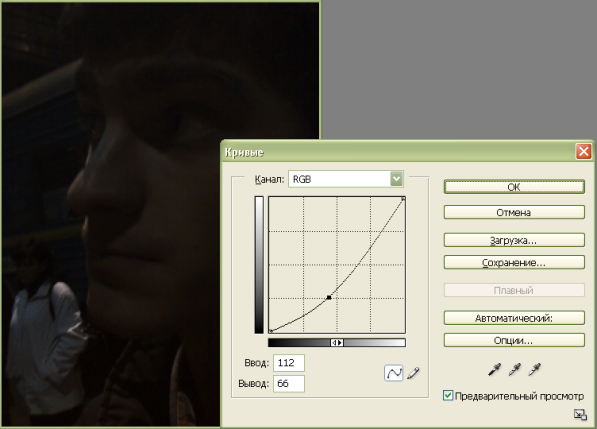 Кривые
Канал: RGB
OK
Отмена
Загрузка...
Сохранение...
Плавный
Автоматический:
Опции...
Ввод: 112
Вывод: 66
Предварительный просмотр